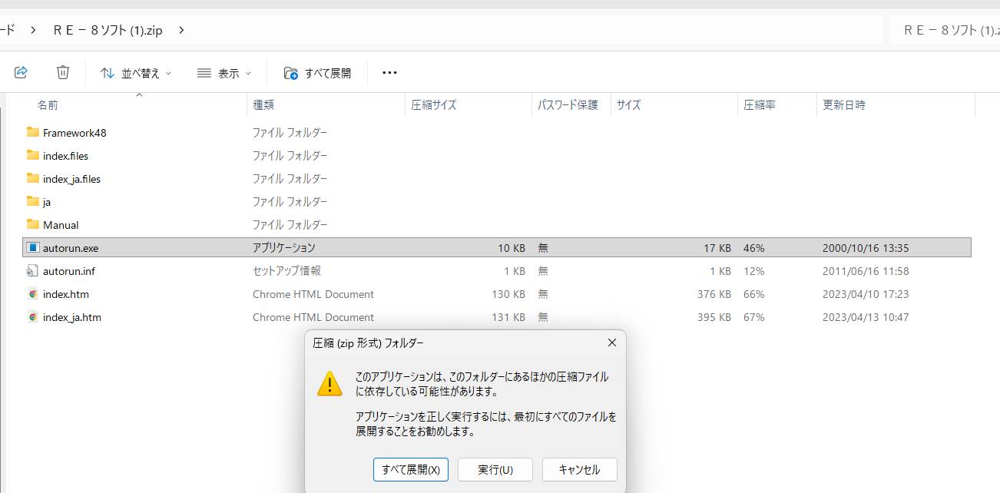 ード › ＲＥ－８ソフト (1).zip ›
ＲＥ－８ソフト (1).z
並べ替え 表示 すべて展開 ...
名前 種類 圧縮サイズ パスワード保護 サイズ 圧縮率 更新日時
Framework48 ファイル フォルダー
index.files ファイル フォルダー
index_ja.files ファイル フォルダー
ja ファイル フォルダー
Manual ファイル フォルダー
autorun.exe アプリケーション 10 KB 無 17 KB 46% 2000/10/16 13:35
autorun.inf セットアップ情報 1 KB 無 1 KB 12% 2011/06/16 11:58
index.htm Chrome HTML Document 130 KB 無 376 KB 66% 2023/04/10 17:23
index_ja.htm Chrome HTML Document 131 KB 無 395 KB 67% 2023/04/13 10:47
圧縮 (zip 形式) フォルダー
このアプリケーションは、このフォルダーにあるほかの圧縮ファイル
に依存している可能性があります。
アプリケーションを正しく実行するには、最初にすべてのファイルを
展開することをお勧めします。
すべて展開(X) 実行(U) キャンセル